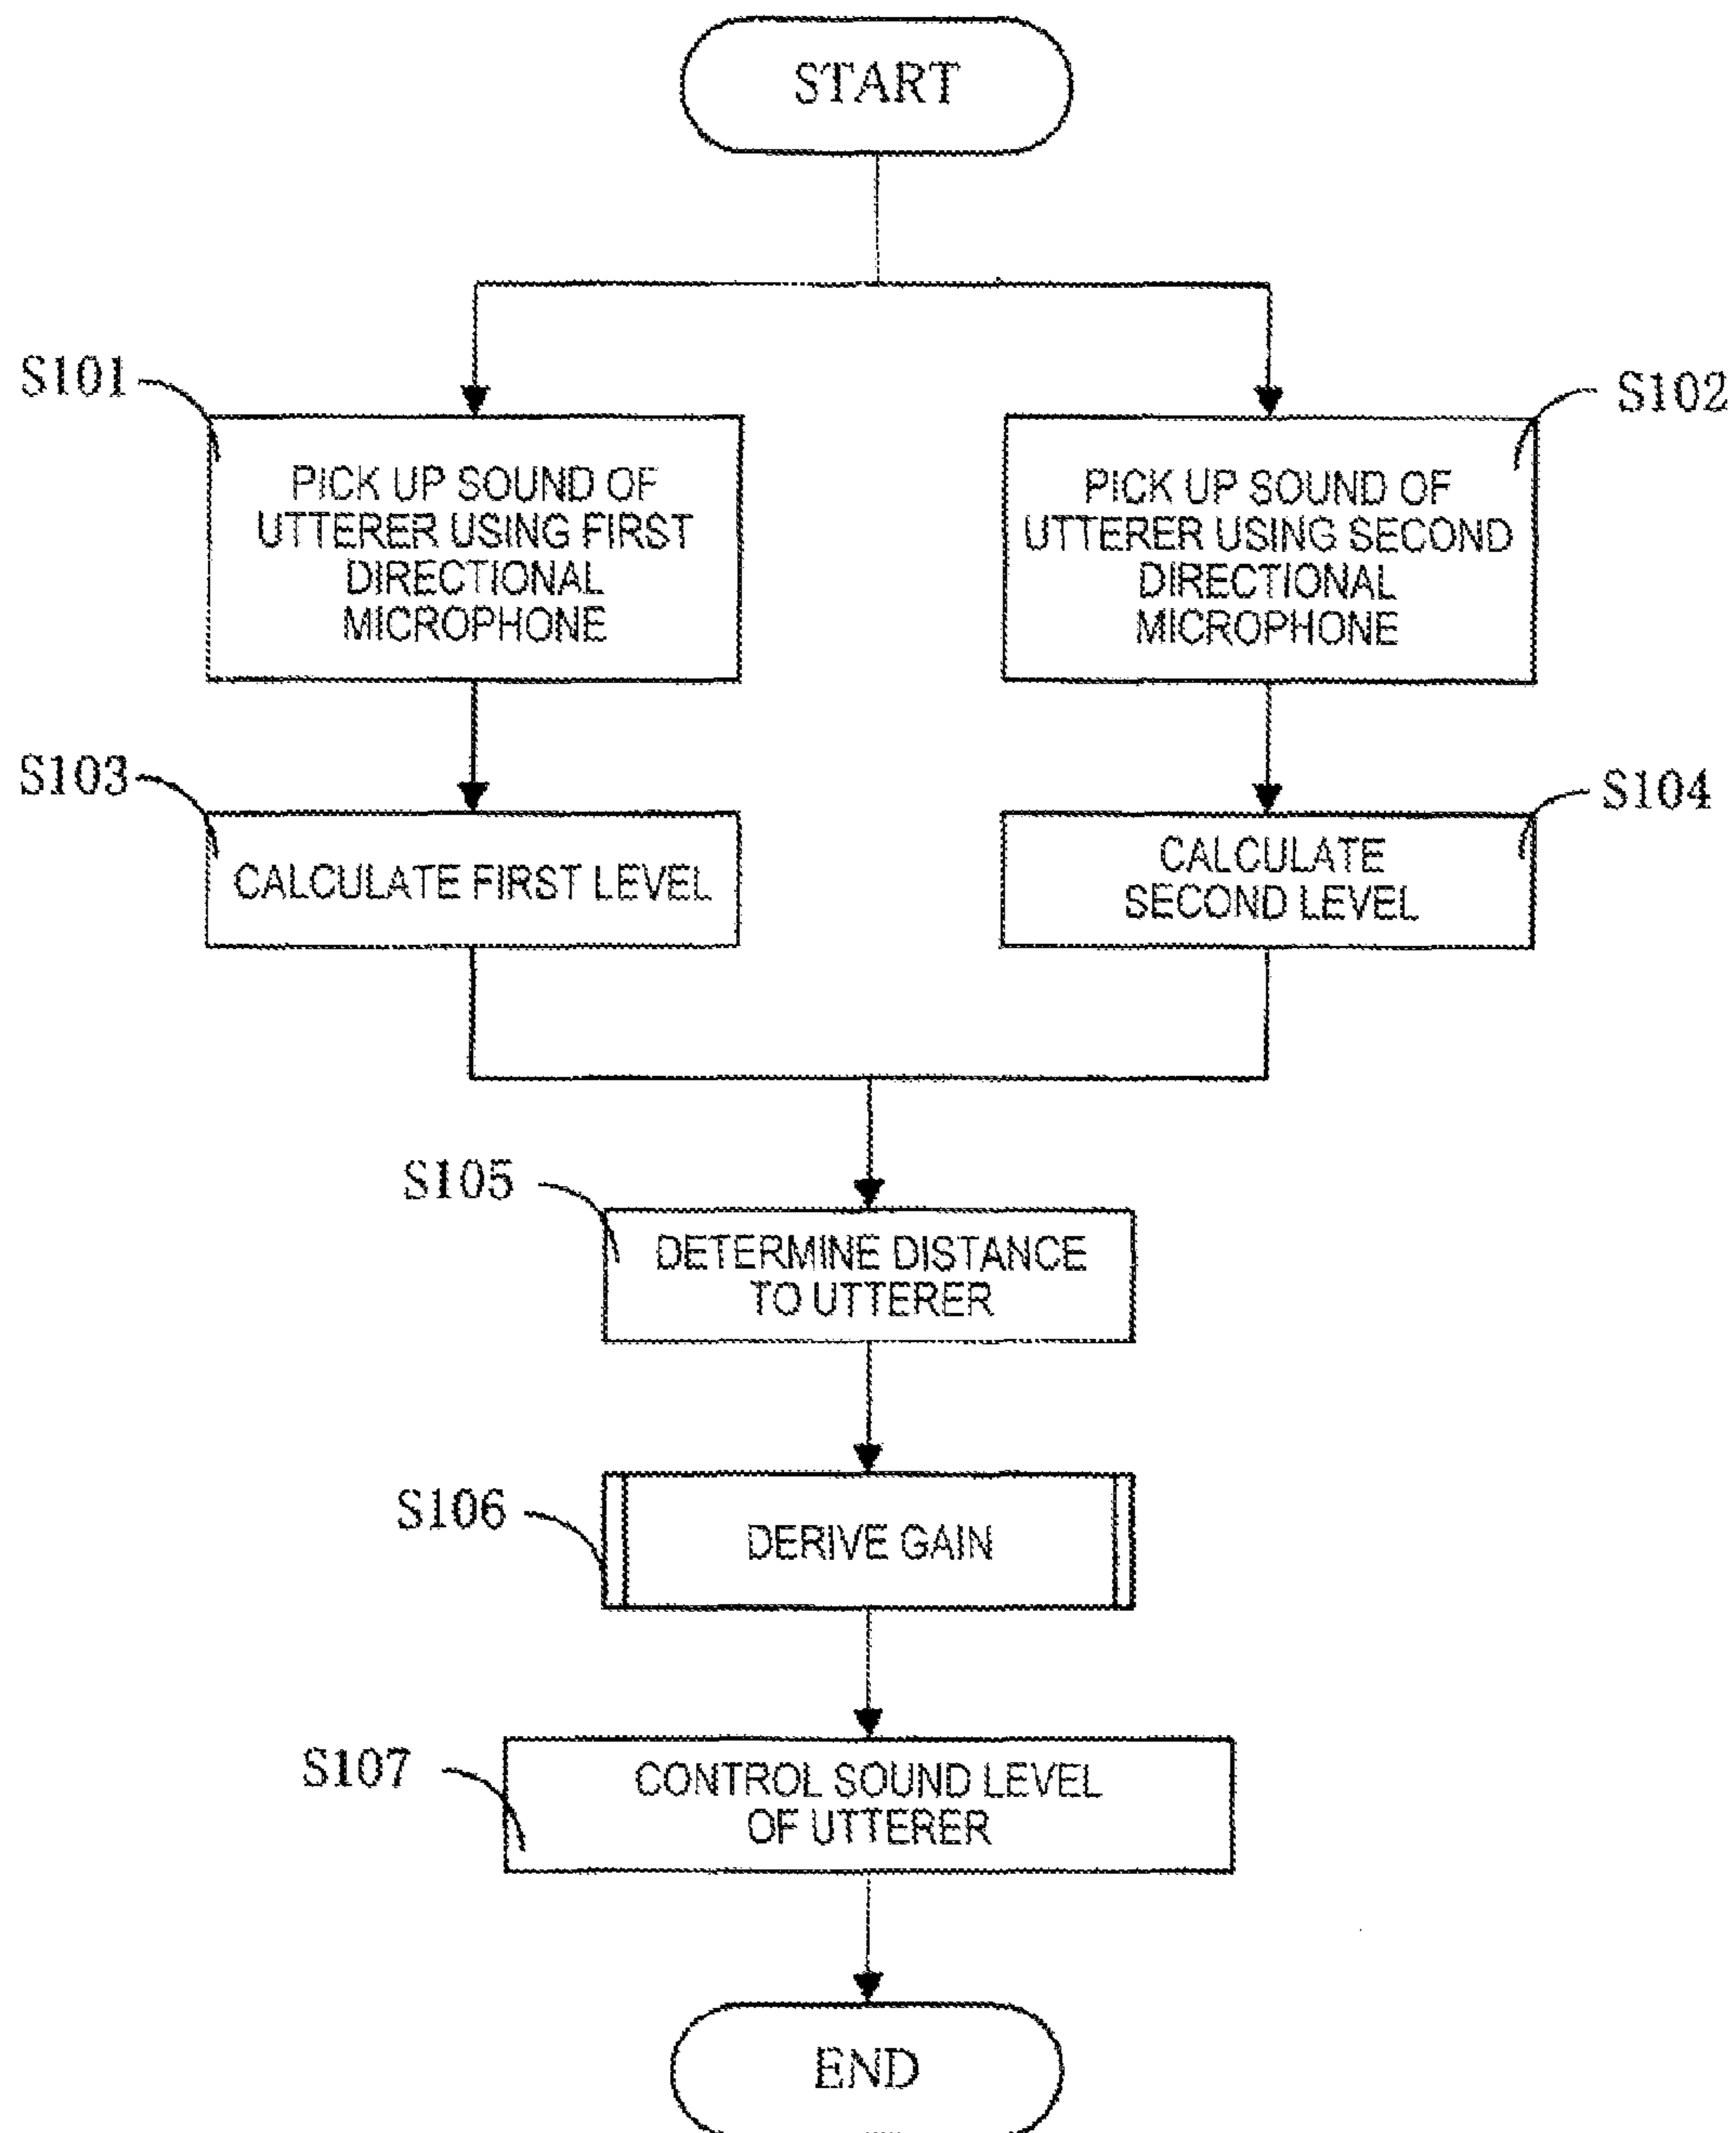 START
S101
PICK UP SOUND OF
UTTERER USING FIRST
DIRECTIONAL
MICROPHONE
S102
PICK UP SOUND OF
UTTERER USING SECOND
DIRECTIONAL
MICROPHONE
S103
CALCULATE FIRST LEVEL
S104
CALCULATE
SECOND LEVEL
S105
DETERMINE DISTANCE
TO UTTERER
S106
DERIVE GAIN
S107
CONTROL SOUND LEVEL
OF UTTERER
END